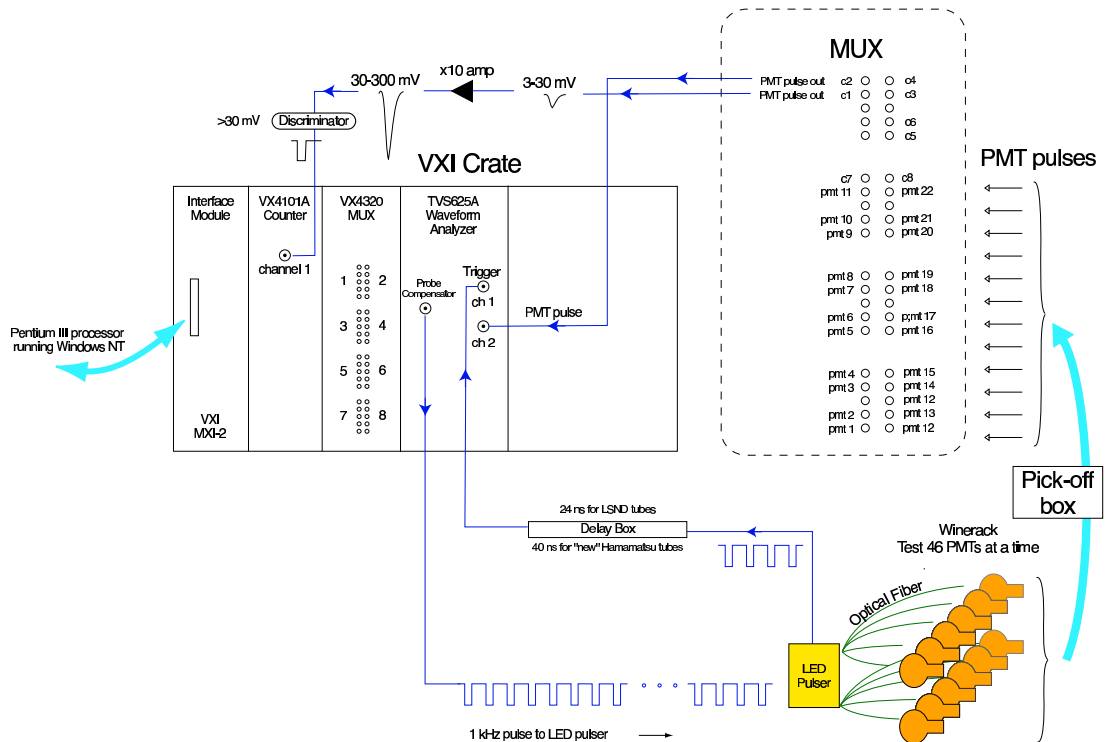 MUX
x10 amp
30-300 mV
3-30 mV
PMT pulse out c2 c4
PMT pulse out c1 c3
c6
c5
>30 mV Discriminator
VXI Crate
PMT pulses
c7 c8
pmt 11 pmt 22
pmt 10 pmt 21
pmt 9 pmt 20
pmt 8 pmt 19
pmt 7 pmt 18
pmt 6 p;mt 17
pmt 5 pmt 16
pmt 4 pmt 15
pmt 3 pmt 14
pmt 12
pmt 2 pmt 13
pmt 1 pmt 12
Interface
Module
VX4101A
Counter
VX4320
MUX
TVS625A
Waveform
Analyzer
channel 1
1 2
3 4
5 6
7 8
Probe
Compensator
Trigger
ch 1
ch 2
PMT pulse
Pentium III processor
running Windows NT
VXI
MXI-2
Pick-off
box
24 ns for LSND tubes
Delay Box
40 ns for "new" Hamamatsu tubes
Winerack
Test 46 PMTs at a time
Optical Fiber
LED
Pulser
1 kHz pulse to LED pulser